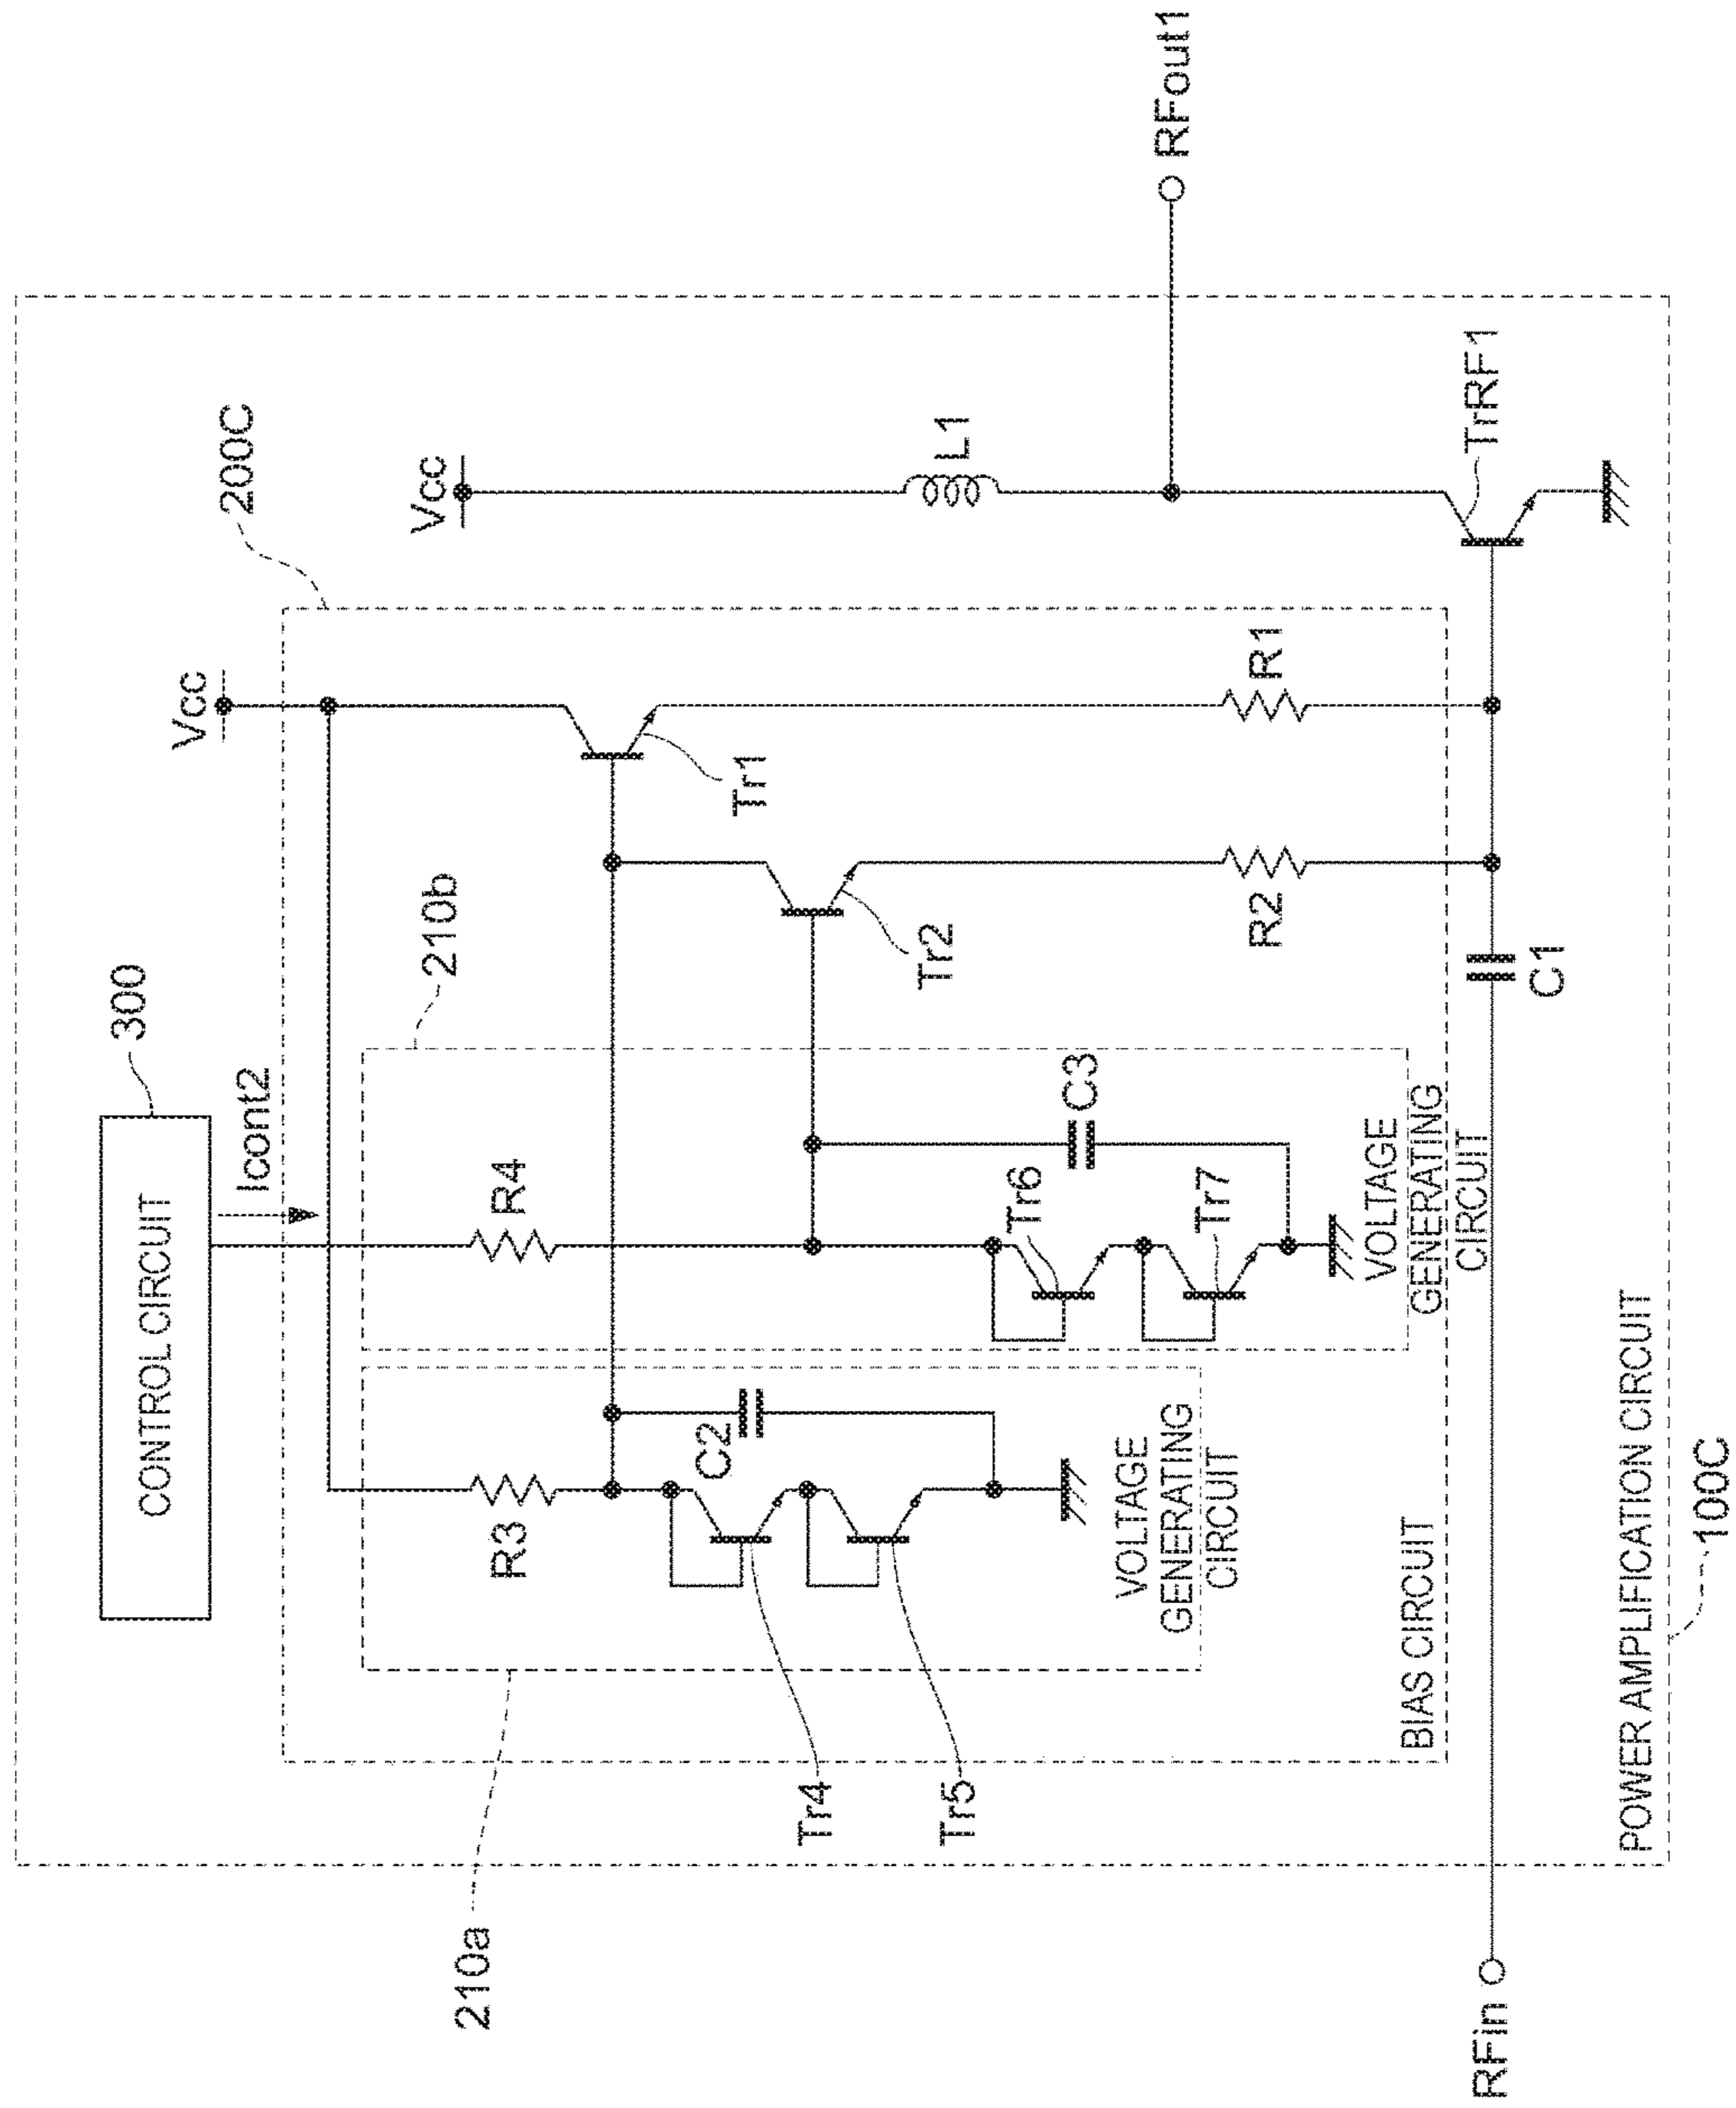 CONTROL CIRCUIT
300
Icont2
Vcc
200C
Vcc
210a
R3
R4
210b
L1
RFout1
Tr1
C2
Tr2
Tr4
Tr5
Tr6
C3
Tr7
R2
R1
VOLTAGE
GENERATING
CIRCUIT
VOLTAGE
GENERATING
CIRCUIT
BIAS CIRCUIT
TrRF1
RFin
C1
POWER AMPLIFICATION CIRCUIT
100C